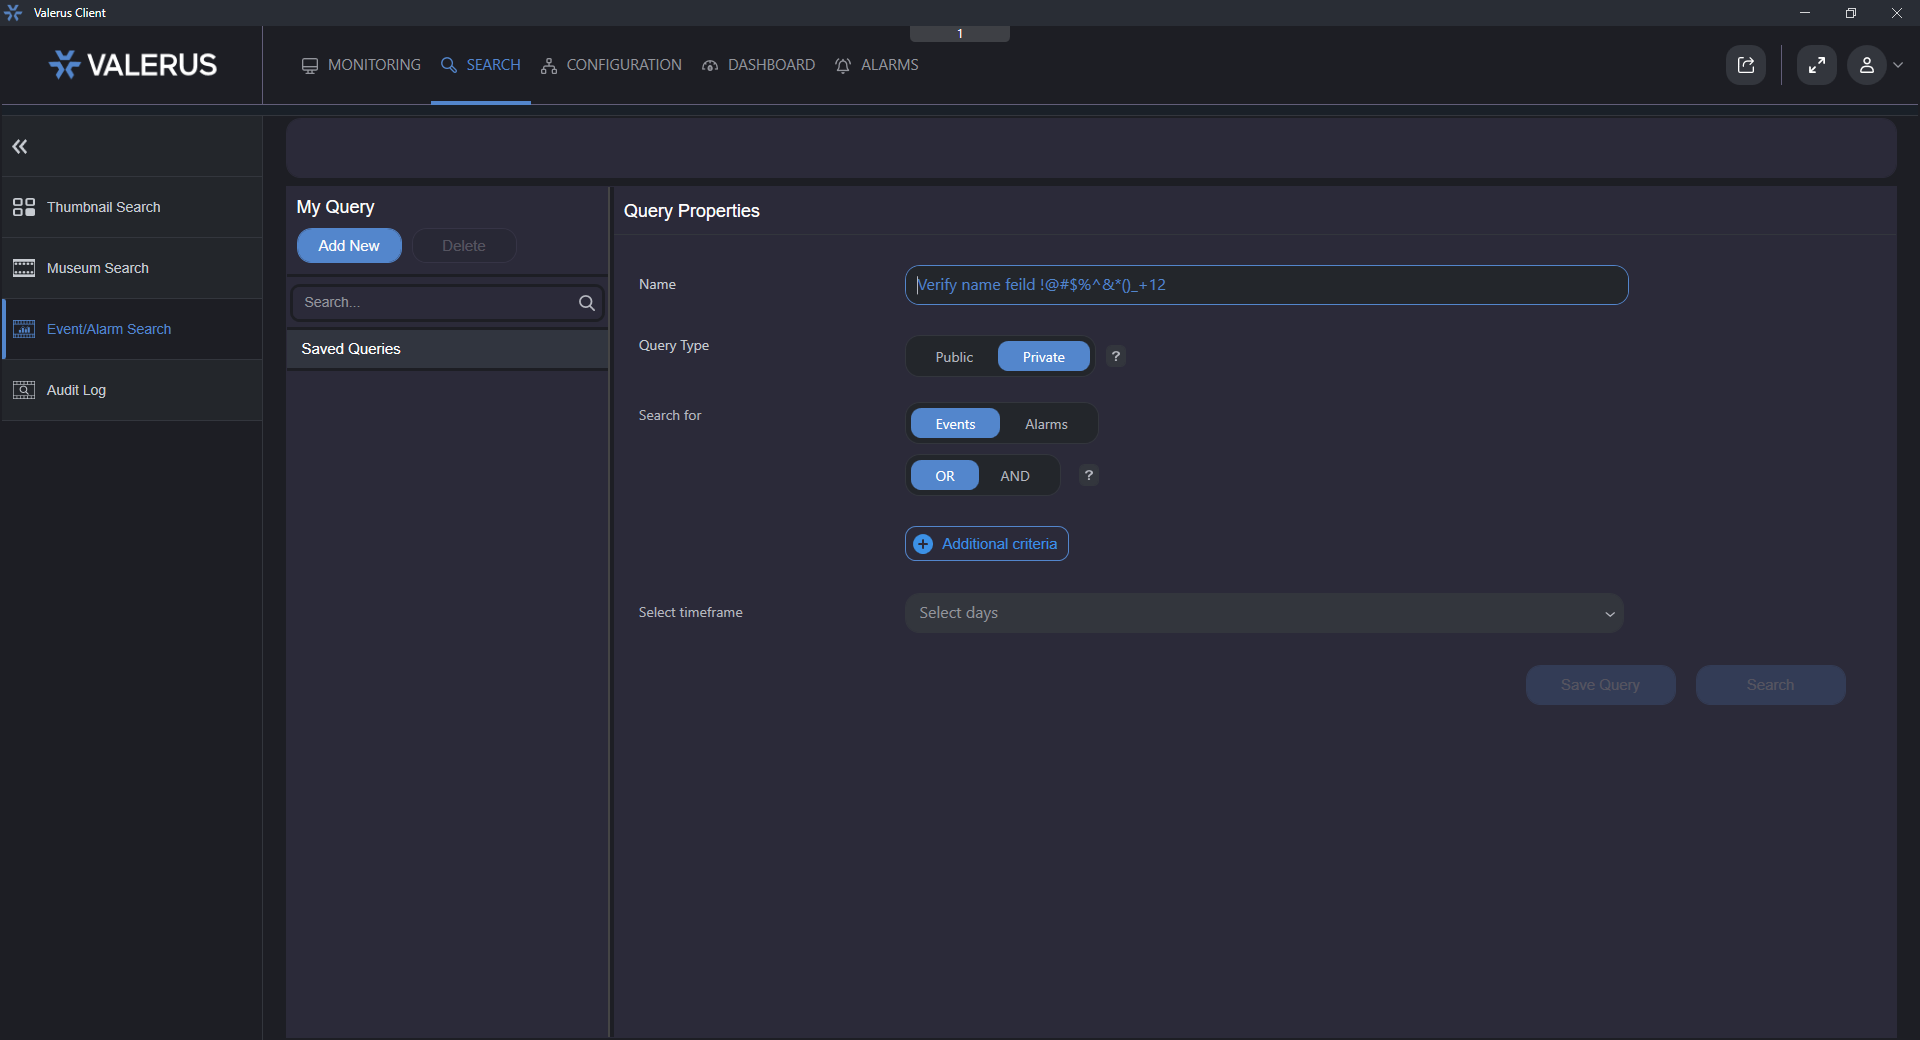 Valerus Client
1
VALERUS
MONITORING
SEARCH
CONFIGURATION
DASHBOARD
ALARMS
Thumbnail Search
Museum Search
Event/Alarm Search
Audit Log
My Query
Add New
Delete
Search...
Saved Queries
Query Properties
Name
Verify name feild !@#$%^&*()_+12
Query Type
Public
Private
?
Search for
Events
Alarms
OR
AND
?
Additional criteria
Select timeframe
Select days
Save Query
Search